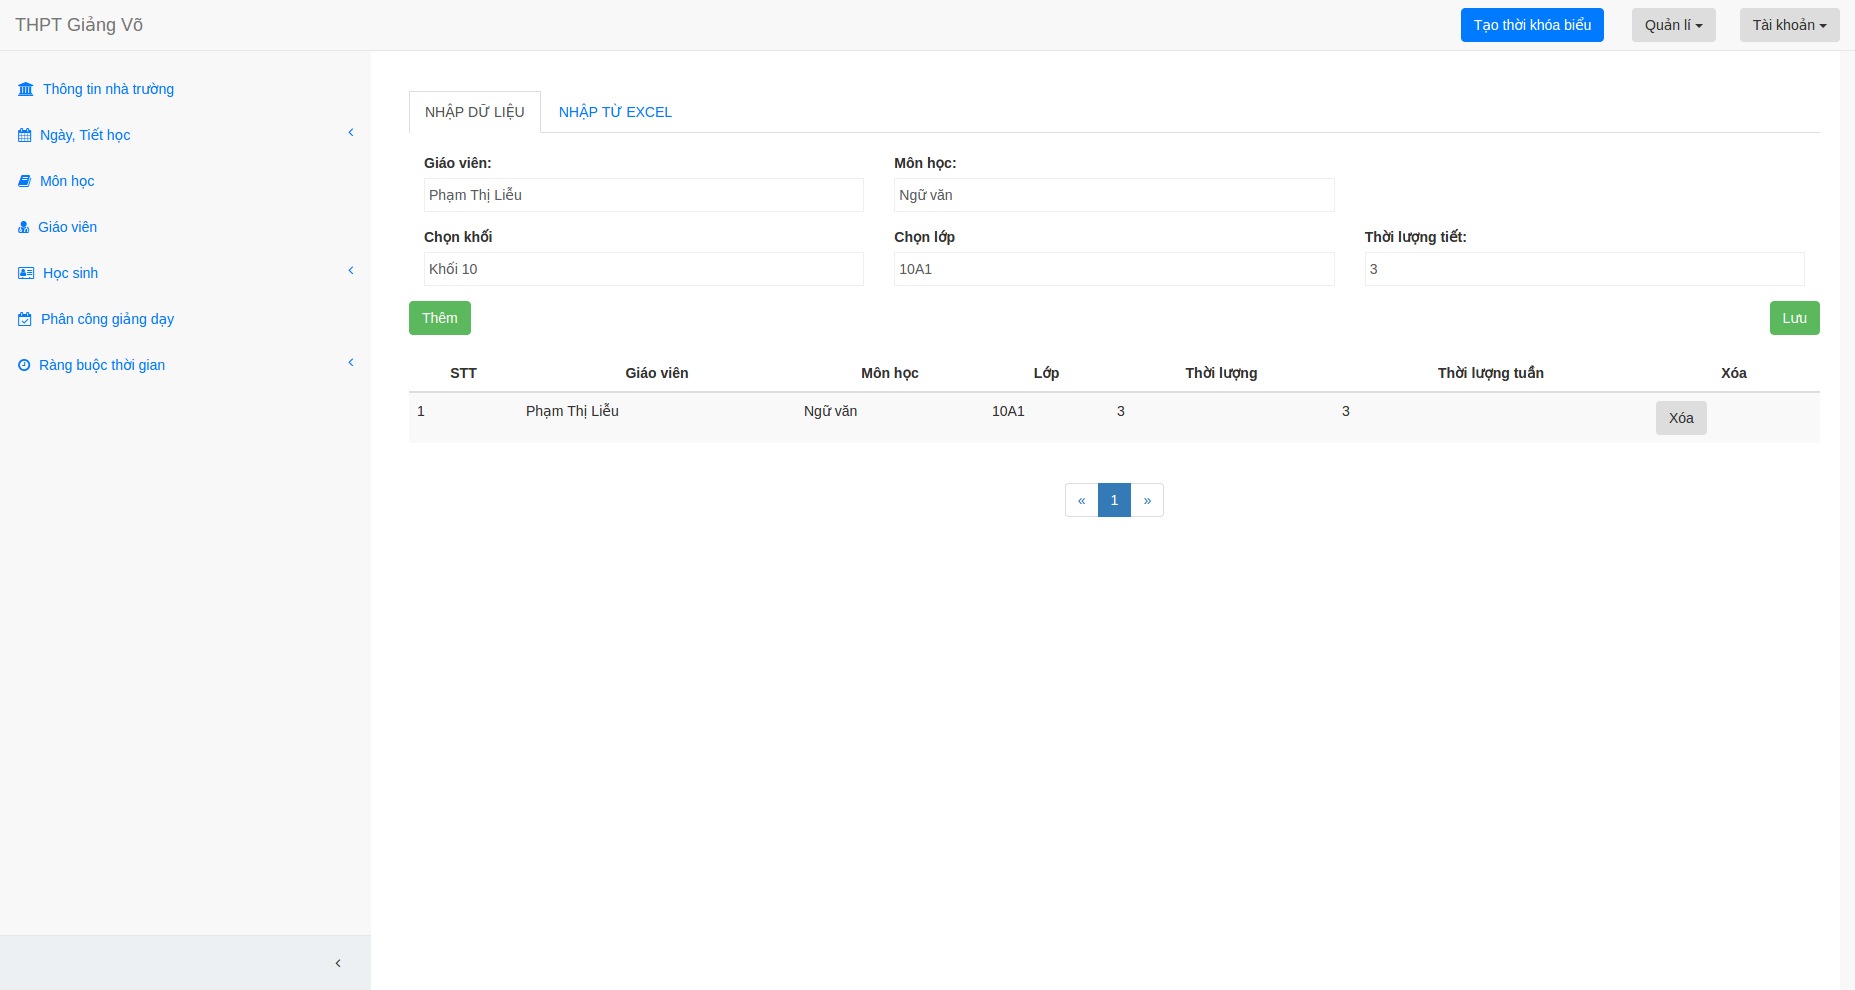 THPT Giảng Võ
Tạo thời khóa biểu
Quản lí
Tài khoản
Thông tin nhà trường
Ngày, Tiết học
Môn học
Giáo viên
Học sinh
Phân công giảng dạy
Ràng buộc thời gian
NHẬP DỮ LIỆU NHẬP TỪ EXCEL
Giáo viên: Môn học:
Phạm Thị Liễu Ngữ văn
Chọn khối Chọn lớp Thời lượng tiết:
Khối 10 10A1 3
Thêm Lưu
STT Giáo viên Môn học Lớp Thời lượng Thời lượng tuần Xóa
1 Phạm Thị Liễu Ngữ văn 10A1 3 3 Xóa
« 1 »